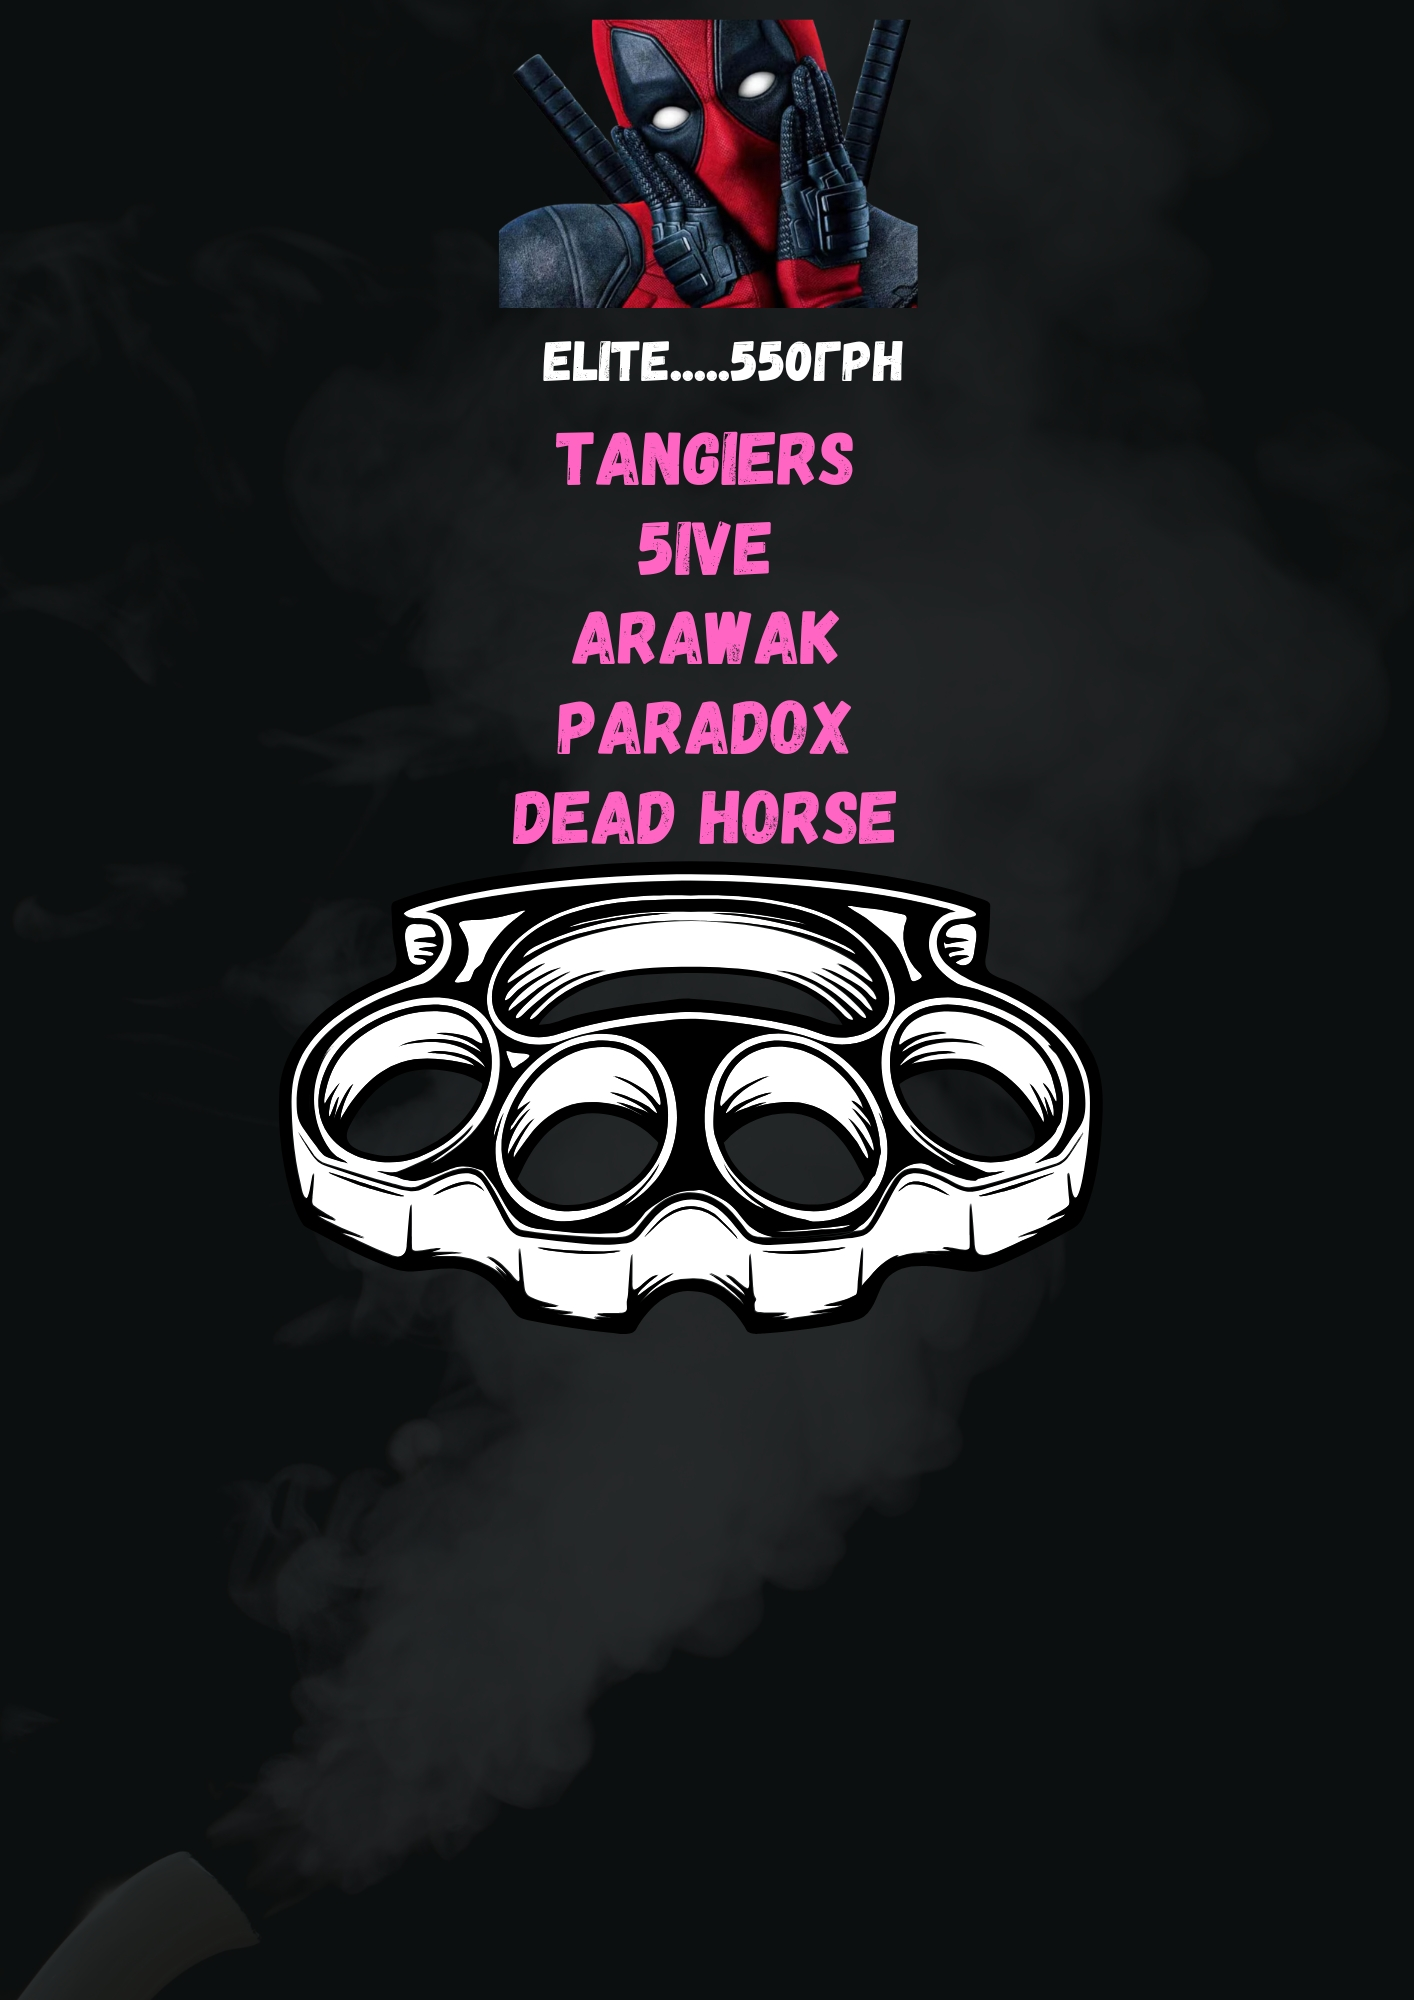 ELITE.....550ГРН
TANGIERS
5IVE
ARAWAK
PARADOX
DEAD HORSE